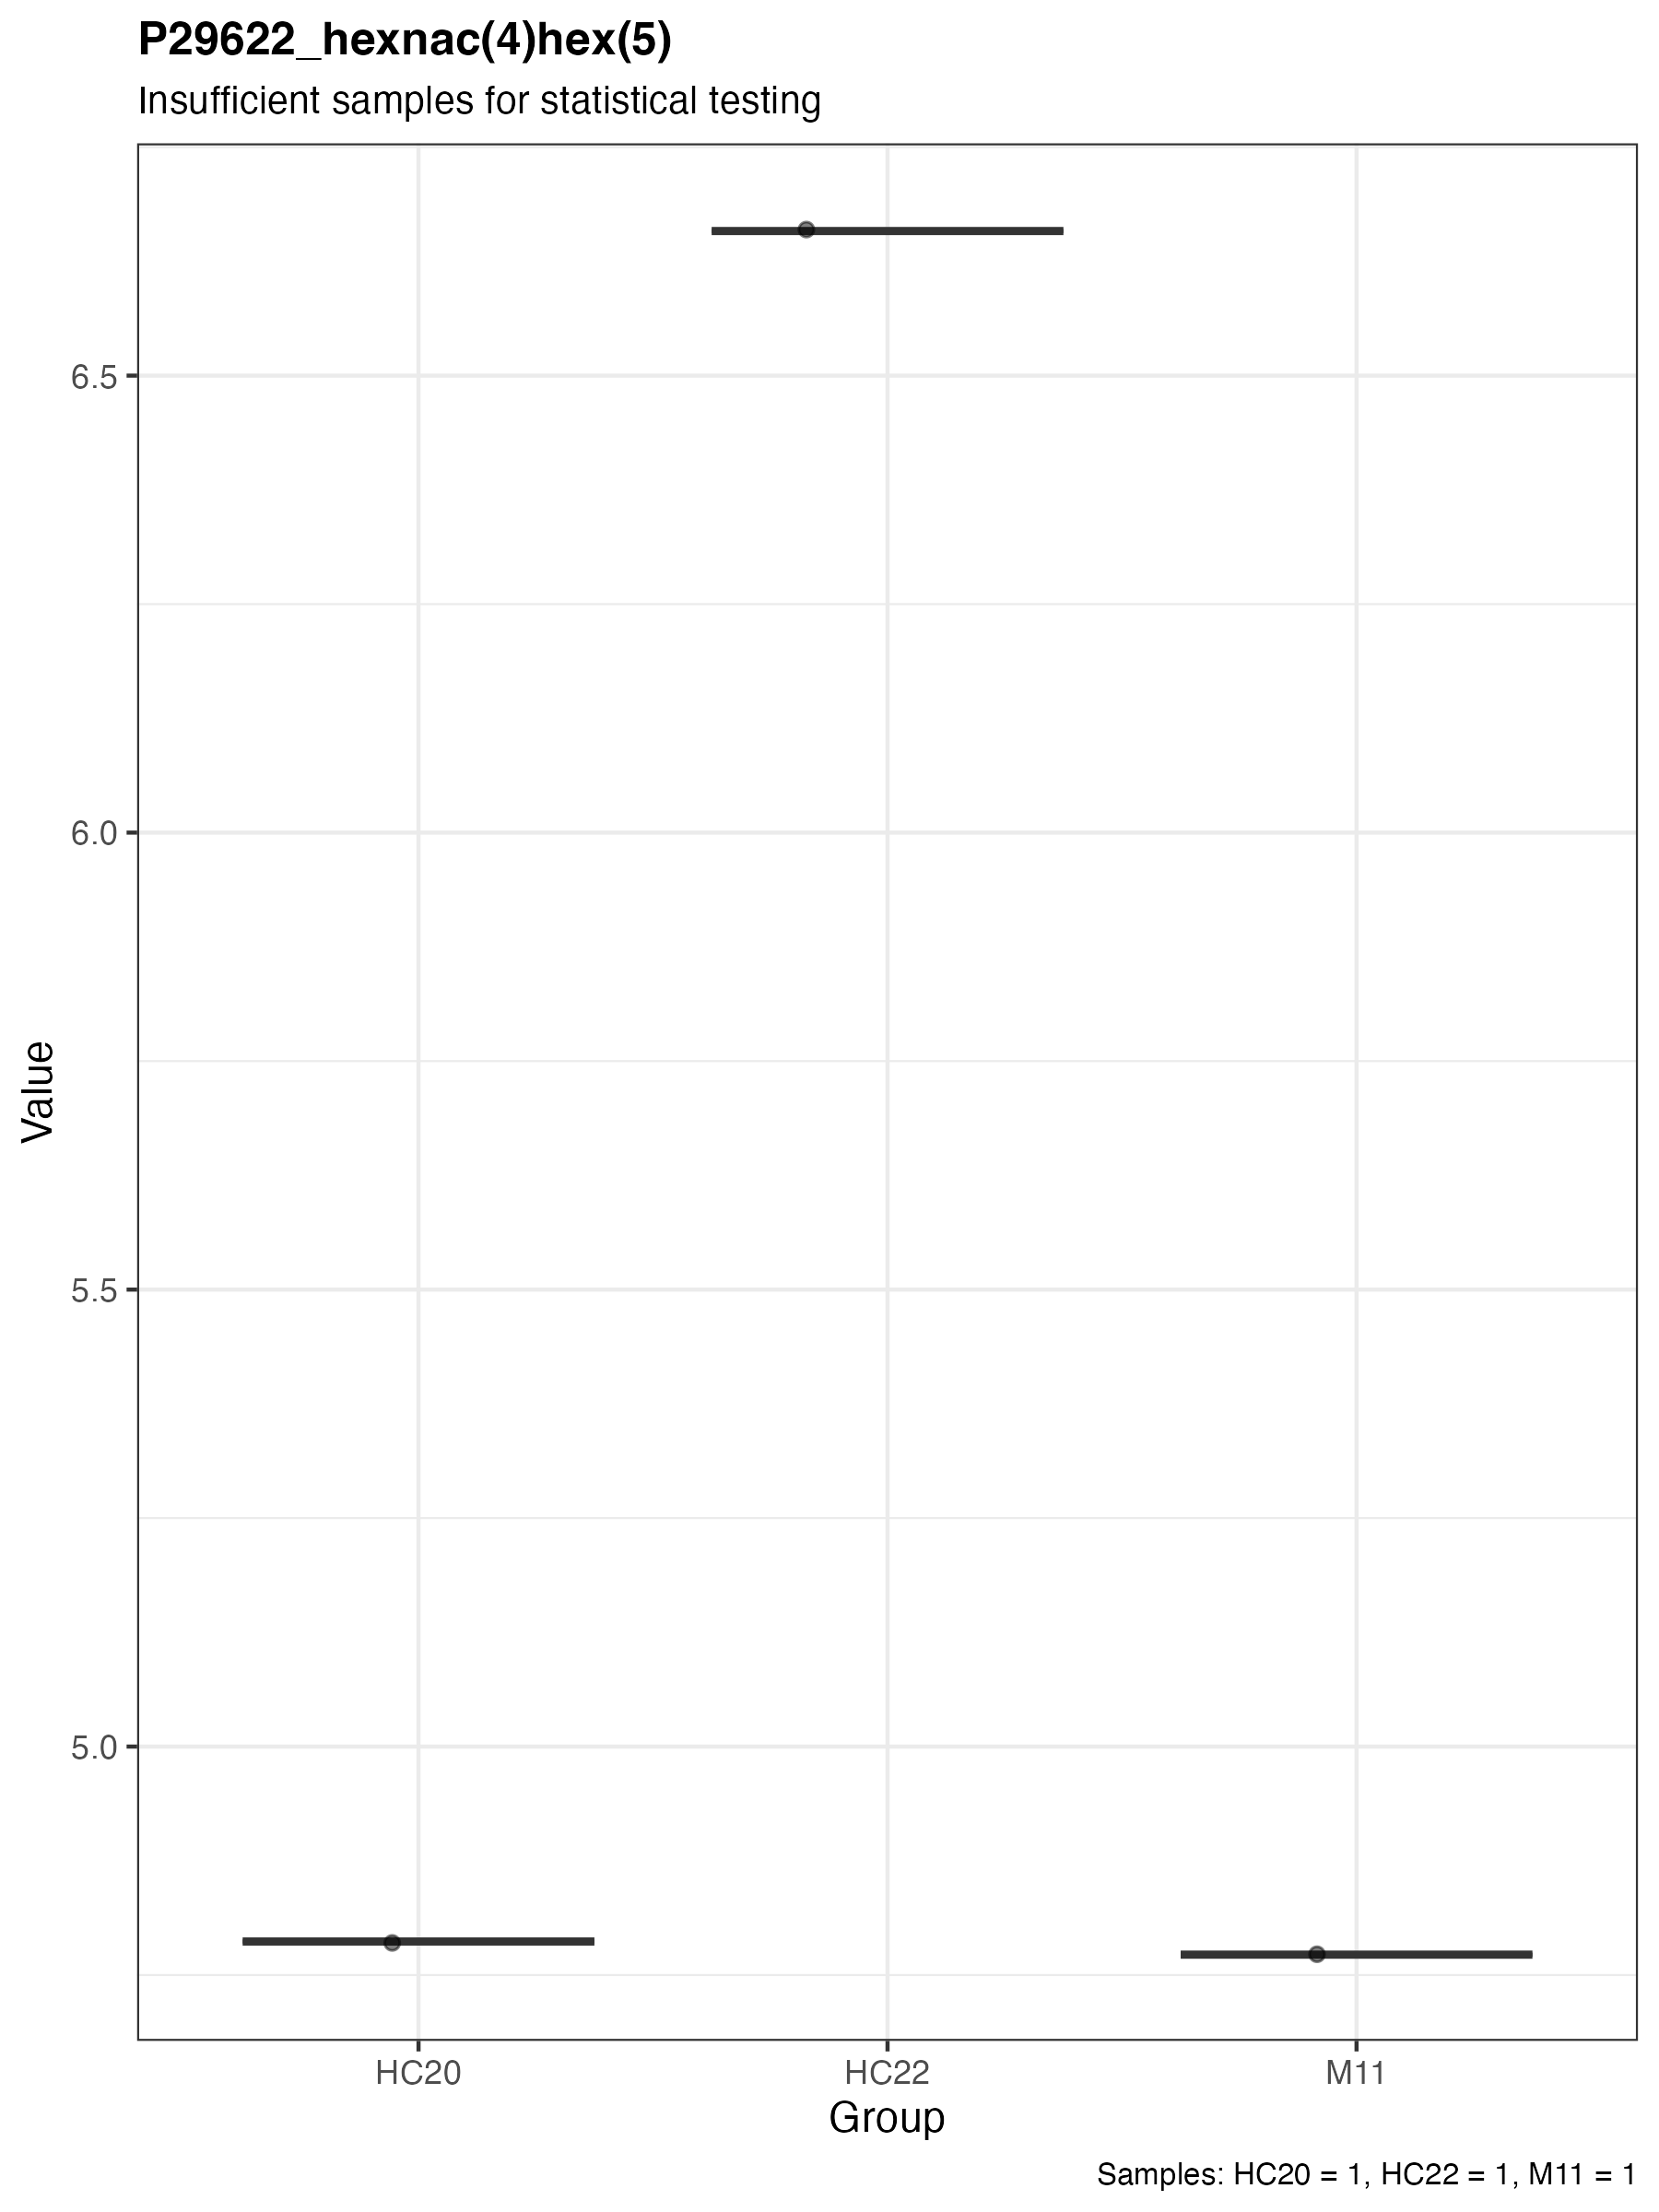 P29622_hexnac(4)hex(5)
Insufficient samples for statistical testing
Value
6.5
6.0
5.5
5.0
HC20 HC22 M11
Group
Samples: HC20 = 1, HC22 = 1, M11 = 1